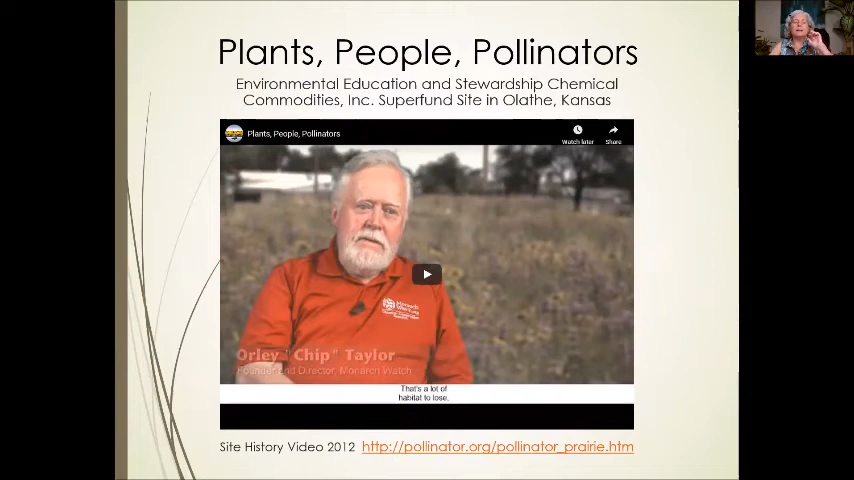 Plants, People, Pollinators
Environmental Education and Stewardship Chemical
Commodities, Inc. Superfund Site in Olathe, Kansas
Plants, People, Pollinators
Watch later
Share
Monarch
Watch
Orley "Chip" Taylor
Founder and Director, Monarch Watch
That's a lot of
habitat to lose,
Site History Video 2012 http://pollinator.org/pollinator_prairie.htm